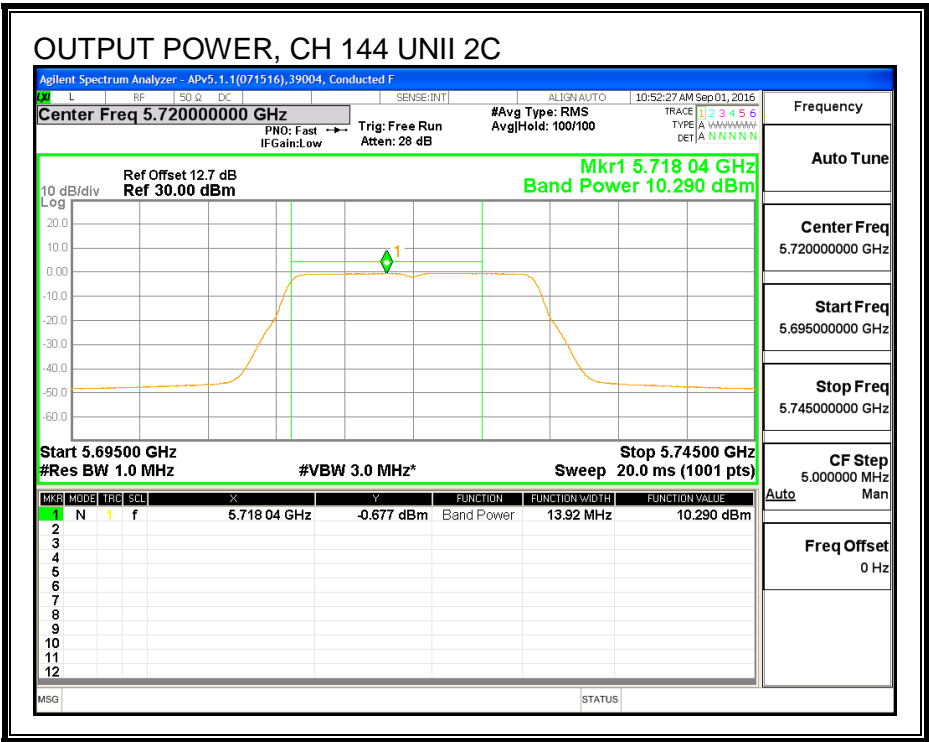 OUTPUT POWER, CH 144 UNII 2C
Agilent Spectrum Analyzer - APv5.1.1(071516),39004, Conducted F
LXI L RF 50 Ω DC SENSE:INT ALIGN AUTO 10:52:27 AM Sep 01, 2016
Center Freq 5.720000000 GHz
PNO: Fast
IFGain:Low
Trig: Free Run
Atten: 28 dB
#Avg Type: RMS
Avg|Hold: 100/100
TRACE 1 2 3 4 5 6
TYPE A WWWWW
DET A N N N N N
Mkr1 5.718 04 GHz
Band Power 10.290 dBm
Ref Offset 12.7 dB
10 dB/div Ref 30.00 dBm
Log
20.0
10.0
0.00
-10.0
-20.0
-30.0
-40.0
-50.0
-60.0
1
Start 5.69500 GHz Stop 5.74500 GHz
#Res BW 1.0 MHz #VBW 3.0 MHz* Sweep 20.0 ms (1001 pts)
MKR MODE TRC SCL X Y FUNCTION FUNCTION WIDTH FUNCTION VALUE
1 N 1 f 5.718 04 GHz -0.677 dBm Band Power 13.92 MHz 10.290 dBm
2
3
4
5
6
7
8
9
10
11
12
MSG STATUS
Frequency
Auto Tune
Center Freq
5.720000000 GHz
Start Freq
5.695000000 GHz
Stop Freq
5.745000000 GHz
CF Step
5.000000 MHz
Auto Man
Freq Offset
0 Hz